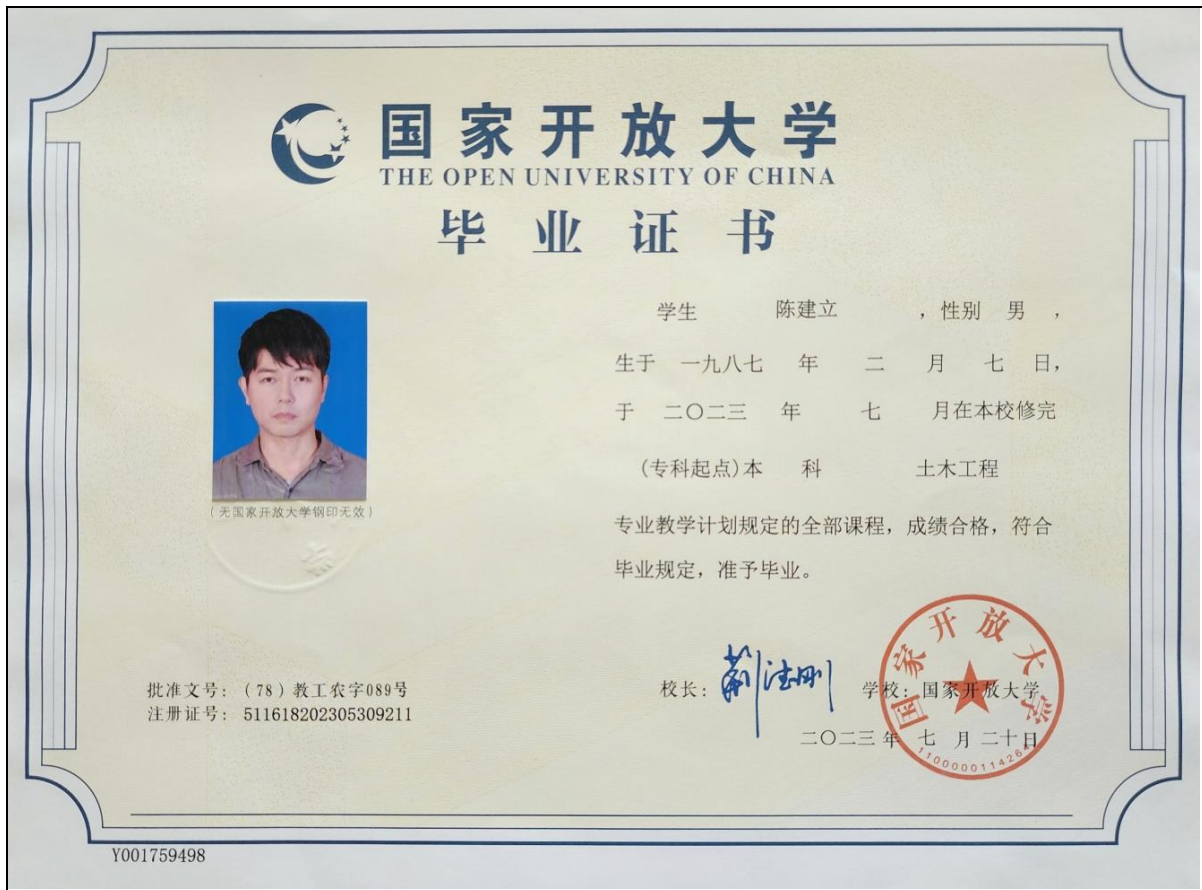 国家开放大学
THE OPEN UNIVERSITY OF CHINA
毕业证书
学生 陈建立 ，性别 男 ，
生于 一九八七 年 二 月 七 日，
于 二〇二三 年 七 月在本校修完
(专科起点)本 科 土木工程
专业教学计划规定的全部课程，成绩合格，符合
毕业规定，准予毕业。
(无国家开放大学钢印无效)
批准文号：(78)教工农字089号
注册证号：511618202305309211
校长：荆德刚 学校：国家开放大学
二〇二三年 七 月 二十日
国家开放大学
Y001759498